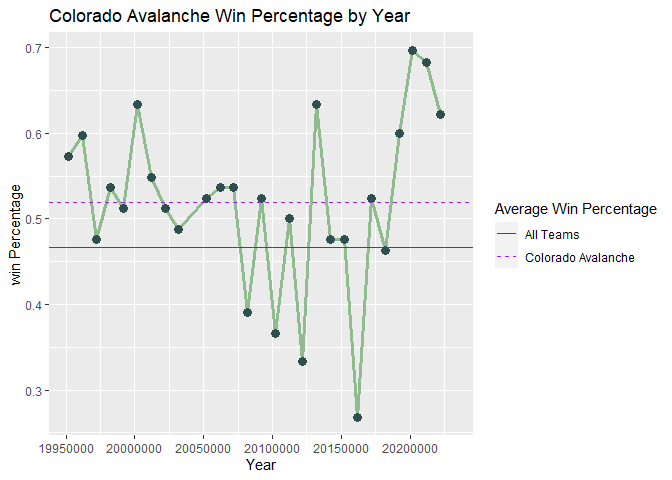 Colorado Avalanche Win Percentage by Year
0.7
0.6
0.5
0.4
0.3
win Percentage
19950000 20000000 20050000 20100000 20150000 20200000
Year
Average Win Percentage
All Teams
Colorado Avalanche